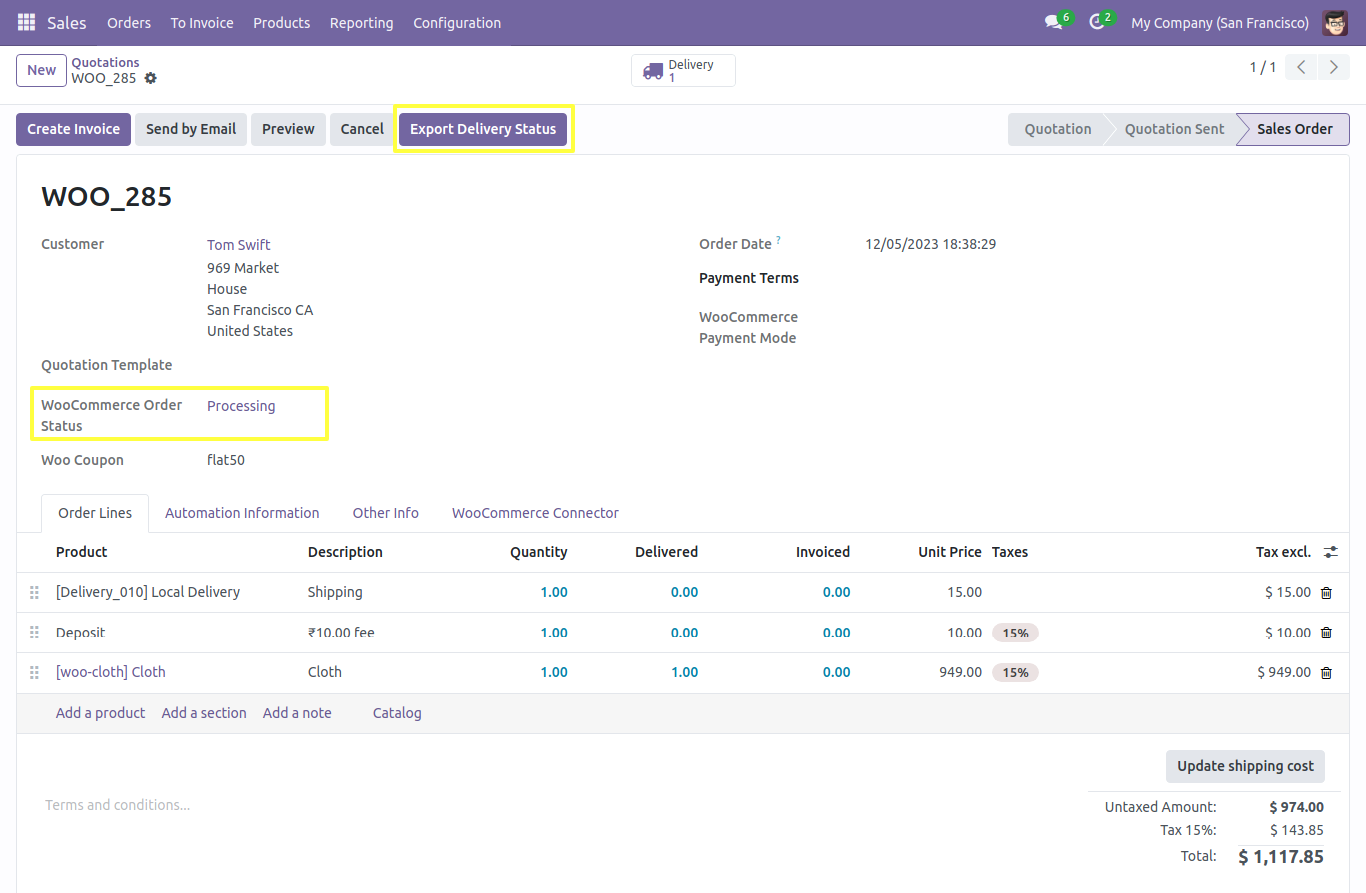 Sales Orders To Invoice Products Reporting Configuration 6 2 My Company (San Francisco)
New Quotations
WOO_285
Delivery
1
1 / 1
Create Invoice Send by Email Preview Cancel Export Delivery Status Quotation Quotation Sent Sales Order
WOO_285
Customer Tom Swift
969 Market
House
San Francisco CA
United States
Order Date ? 12/05/2023 18:38:29
Payment Terms
WooCommerce
Payment Mode
Quotation Template
WooCommerce Order Processing
Status
Woo Coupon flat50
Order Lines Automation Information Other Info WooCommerce Connector
Product Description Quantity Delivered Invoiced Unit Price Taxes Tax excl.
[Delivery_010] Local Delivery Shipping 1.00 0.00 0.00 15.00 $ 15.00
Deposit ₹10.00 fee 1.00 0.00 0.00 10.00 15% $ 10.00
[woo-cloth] Cloth Cloth 1.00 1.00 0.00 949.00 15% $ 949.00
Add a product Add a section Add a note Catalog
Update shipping cost
Terms and conditions...
Untaxed Amount: $ 974.00
Tax 15%: $ 143.85
Total: $ 1,117.85